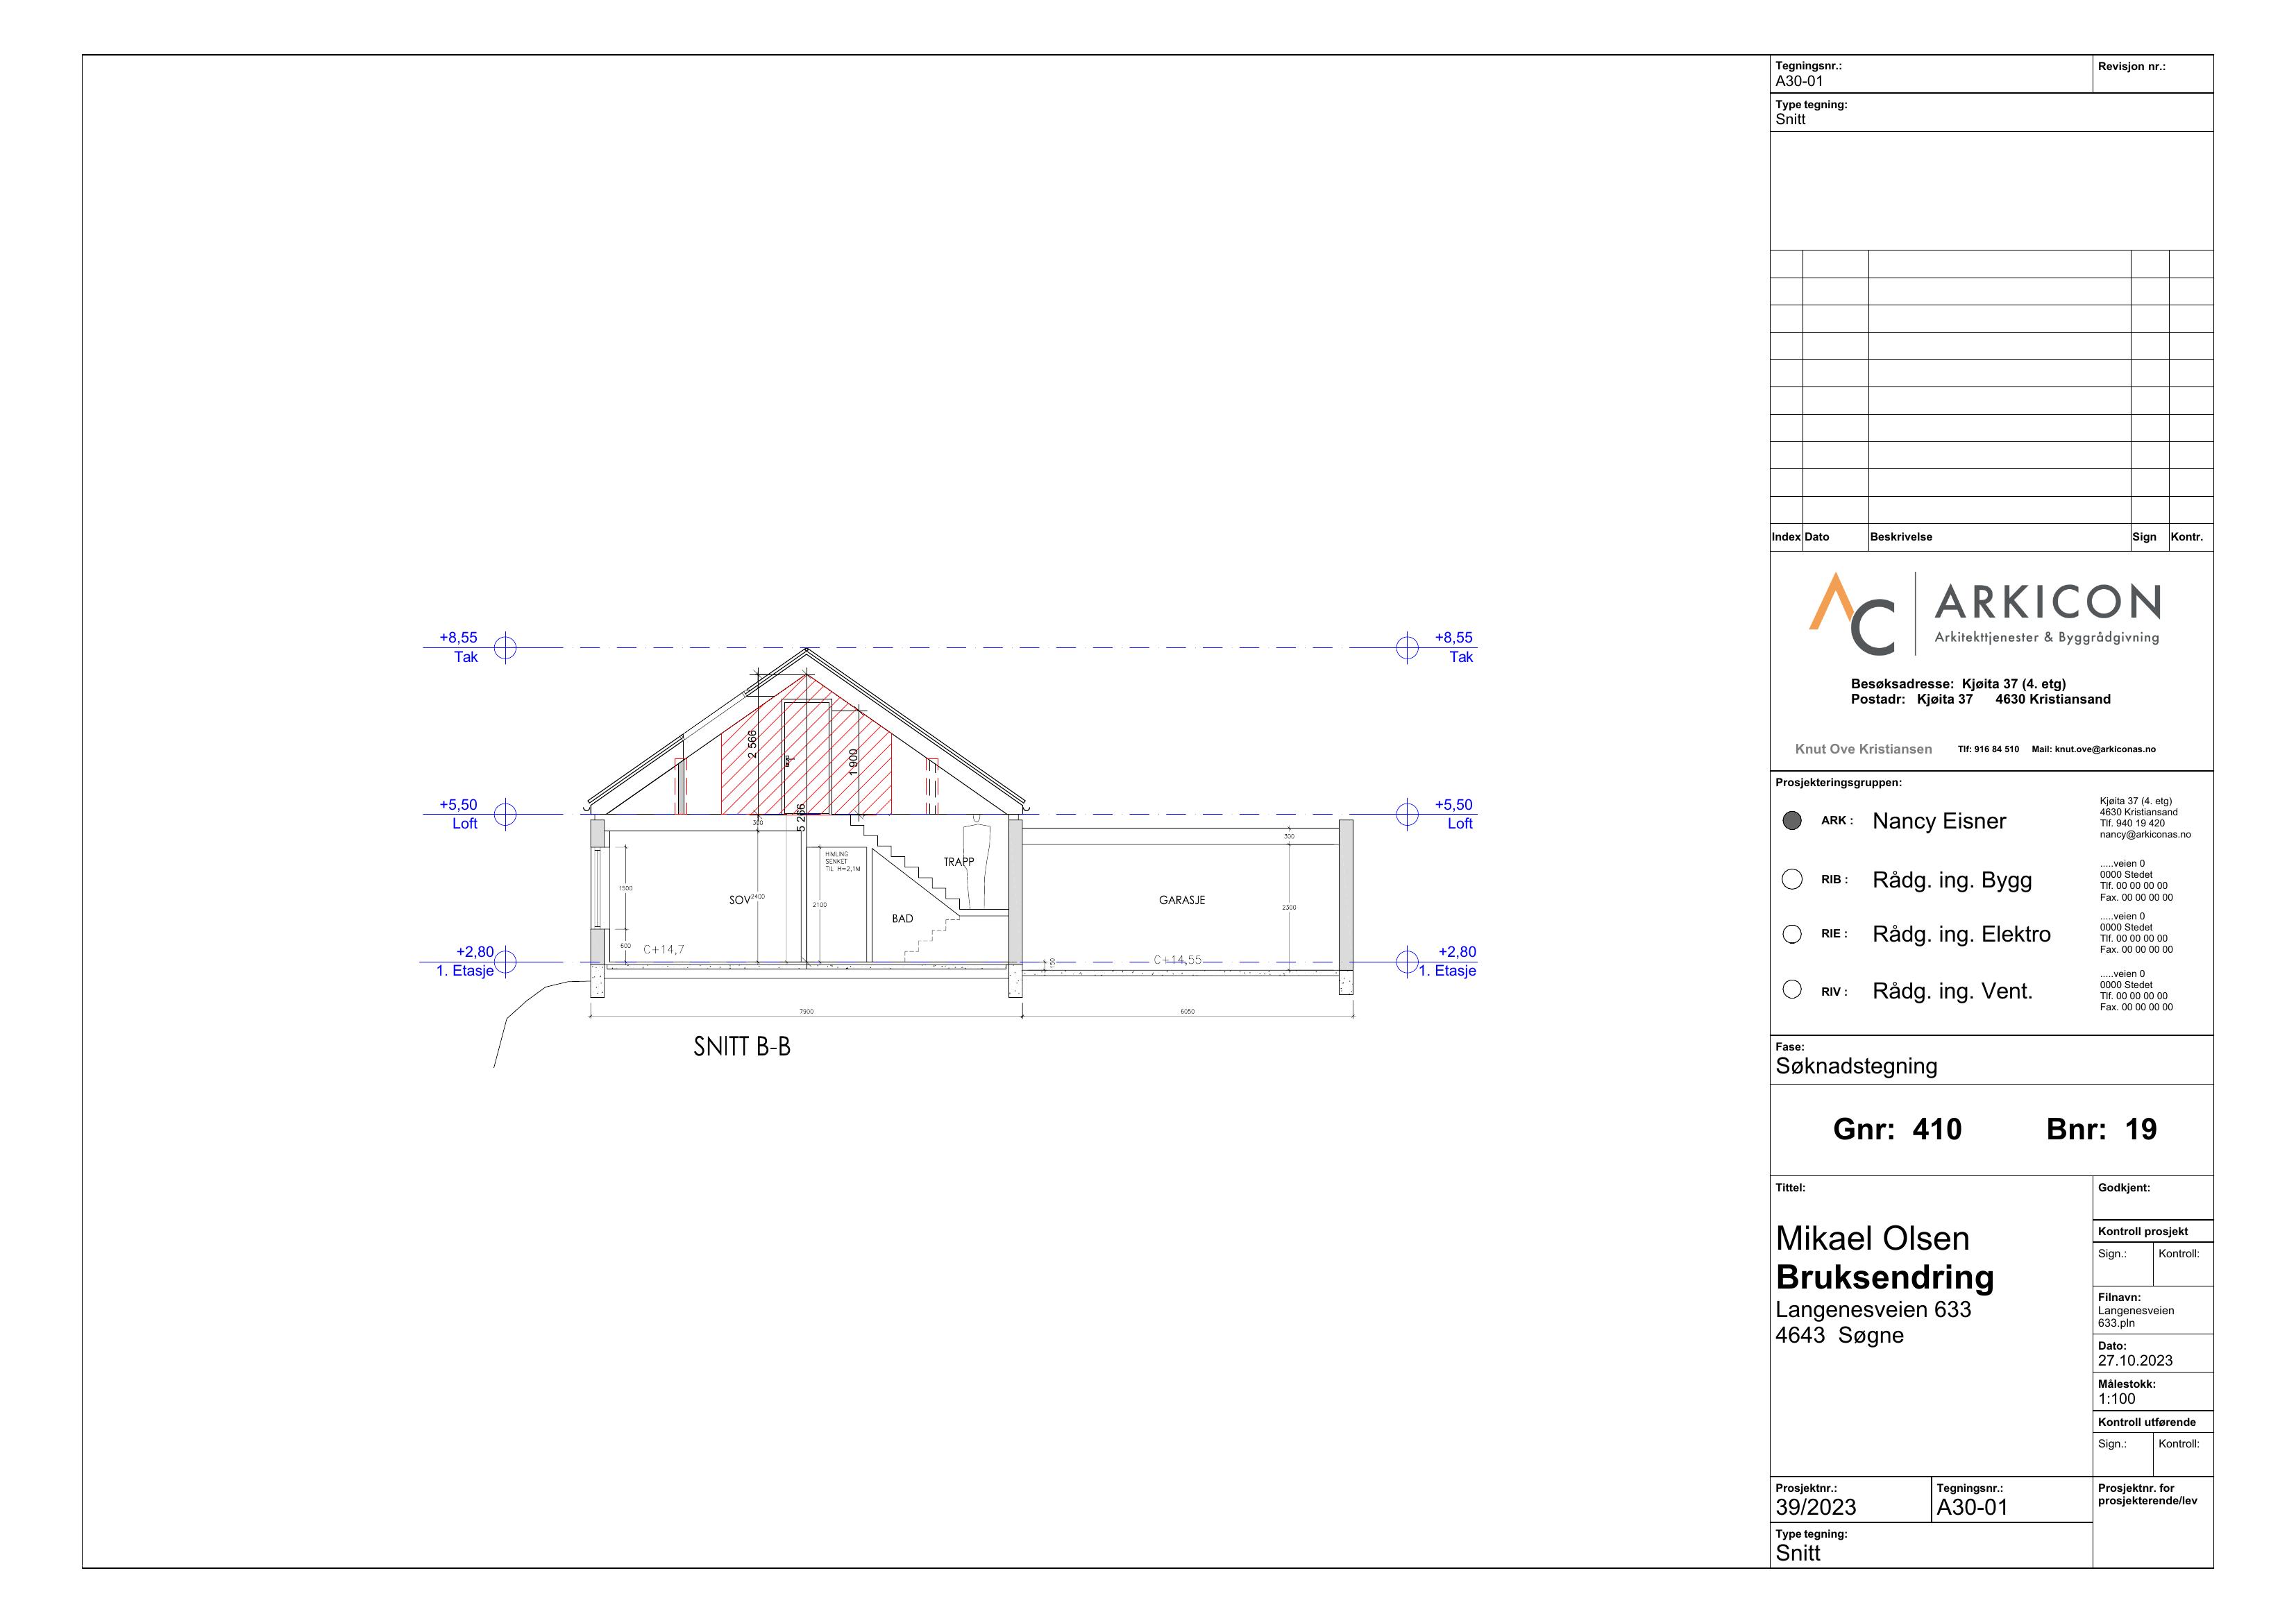 Tegningsnr.:
A30-01
Revisjon nr.:
Type tegning:
Snitt
Index Dato Beskrivelse Sign Kontr.
AC ARKICON
Arkitekttjenester & Byggrådgivning
Besøksadresse: Kjøita 37 (4. etg)
Postadr: Kjøita 37 4630 Kristiansand
Knut Ove Kristiansen Tlf: 916 84 510 Mail: knut.ove@arkiconas.no
Prosjekteringsgruppen:
ARK : Nancy Eisner
Kjøita 37 (4. etg)
4630 Kristiansand
Tlf. 940 19 420
nancy@arkiconas.no
RIB : Rådg. ing. Bygg
.....veien 0
0000 Stedet
Tlf. 00 00 00 00
Fax. 00 00 00 00
RIE : Rådg. ing. Elektro
.....veien 0
0000 Stedet
Tlf. 00 00 00 00
Fax. 00 00 00 00
RIV : Rådg. ing. Vent.
.....veien 0
0000 Stedet
Tlf. 00 00 00 00
Fax. 00 00 00 00
Fase:
Søknadstegning
Gnr: 410 Bnr: 19
Tittel:
Mikael Olsen
Bruksendring
Langenesveien 633
4643 Søgne
Godkjent:
Kontroll prosjekt
Sign.: Kontroll:
Filnavn:
Langenesveien
633.pln
Dato:
27.10.2023
Målestokk:
1:100
Kontroll utførende
Sign.: Kontroll:
Prosjektnr.:
39/2023
Tegningsnr.:
A30-01
Prosjektnr. for
prosjekterende/lev
Type tegning:
Snitt
+8,55
Tak
+8,55
Tak
2 566
1 900
+5,50
Loft
5 266
300
+5,50
Loft
300
HIMLING
SENKET
TIL H=2,1M
TRAPP
1500
SOV
2400
2100
BAD
GARASJE
2300
600
C+14,7
+2,80
1. Etasje
150
C+14,55
+2,80
1. Etasje
7900
6050
SNITT B-B